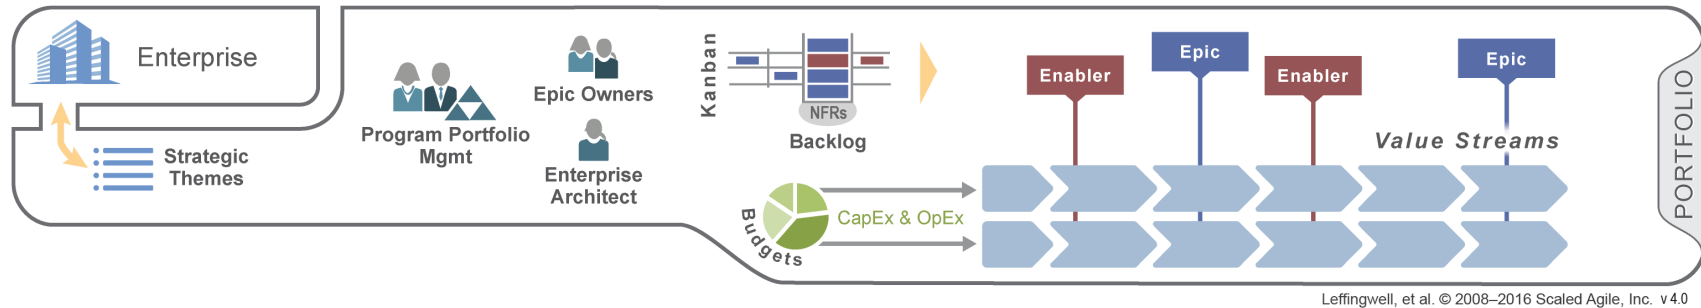 Enterprise
Strategic
Themes
Program Portfolio
Mgmt
Epic Owners
Enterprise
Architect
Kanban
NFRs
Backlog
Budgets
CapEx & OpEx
Enabler
Epic
Enabler
Epic
Value Streams
PORTFOLIO
Leffingwell, et al. © 2008–2016 Scaled Agile, Inc. v 4.0